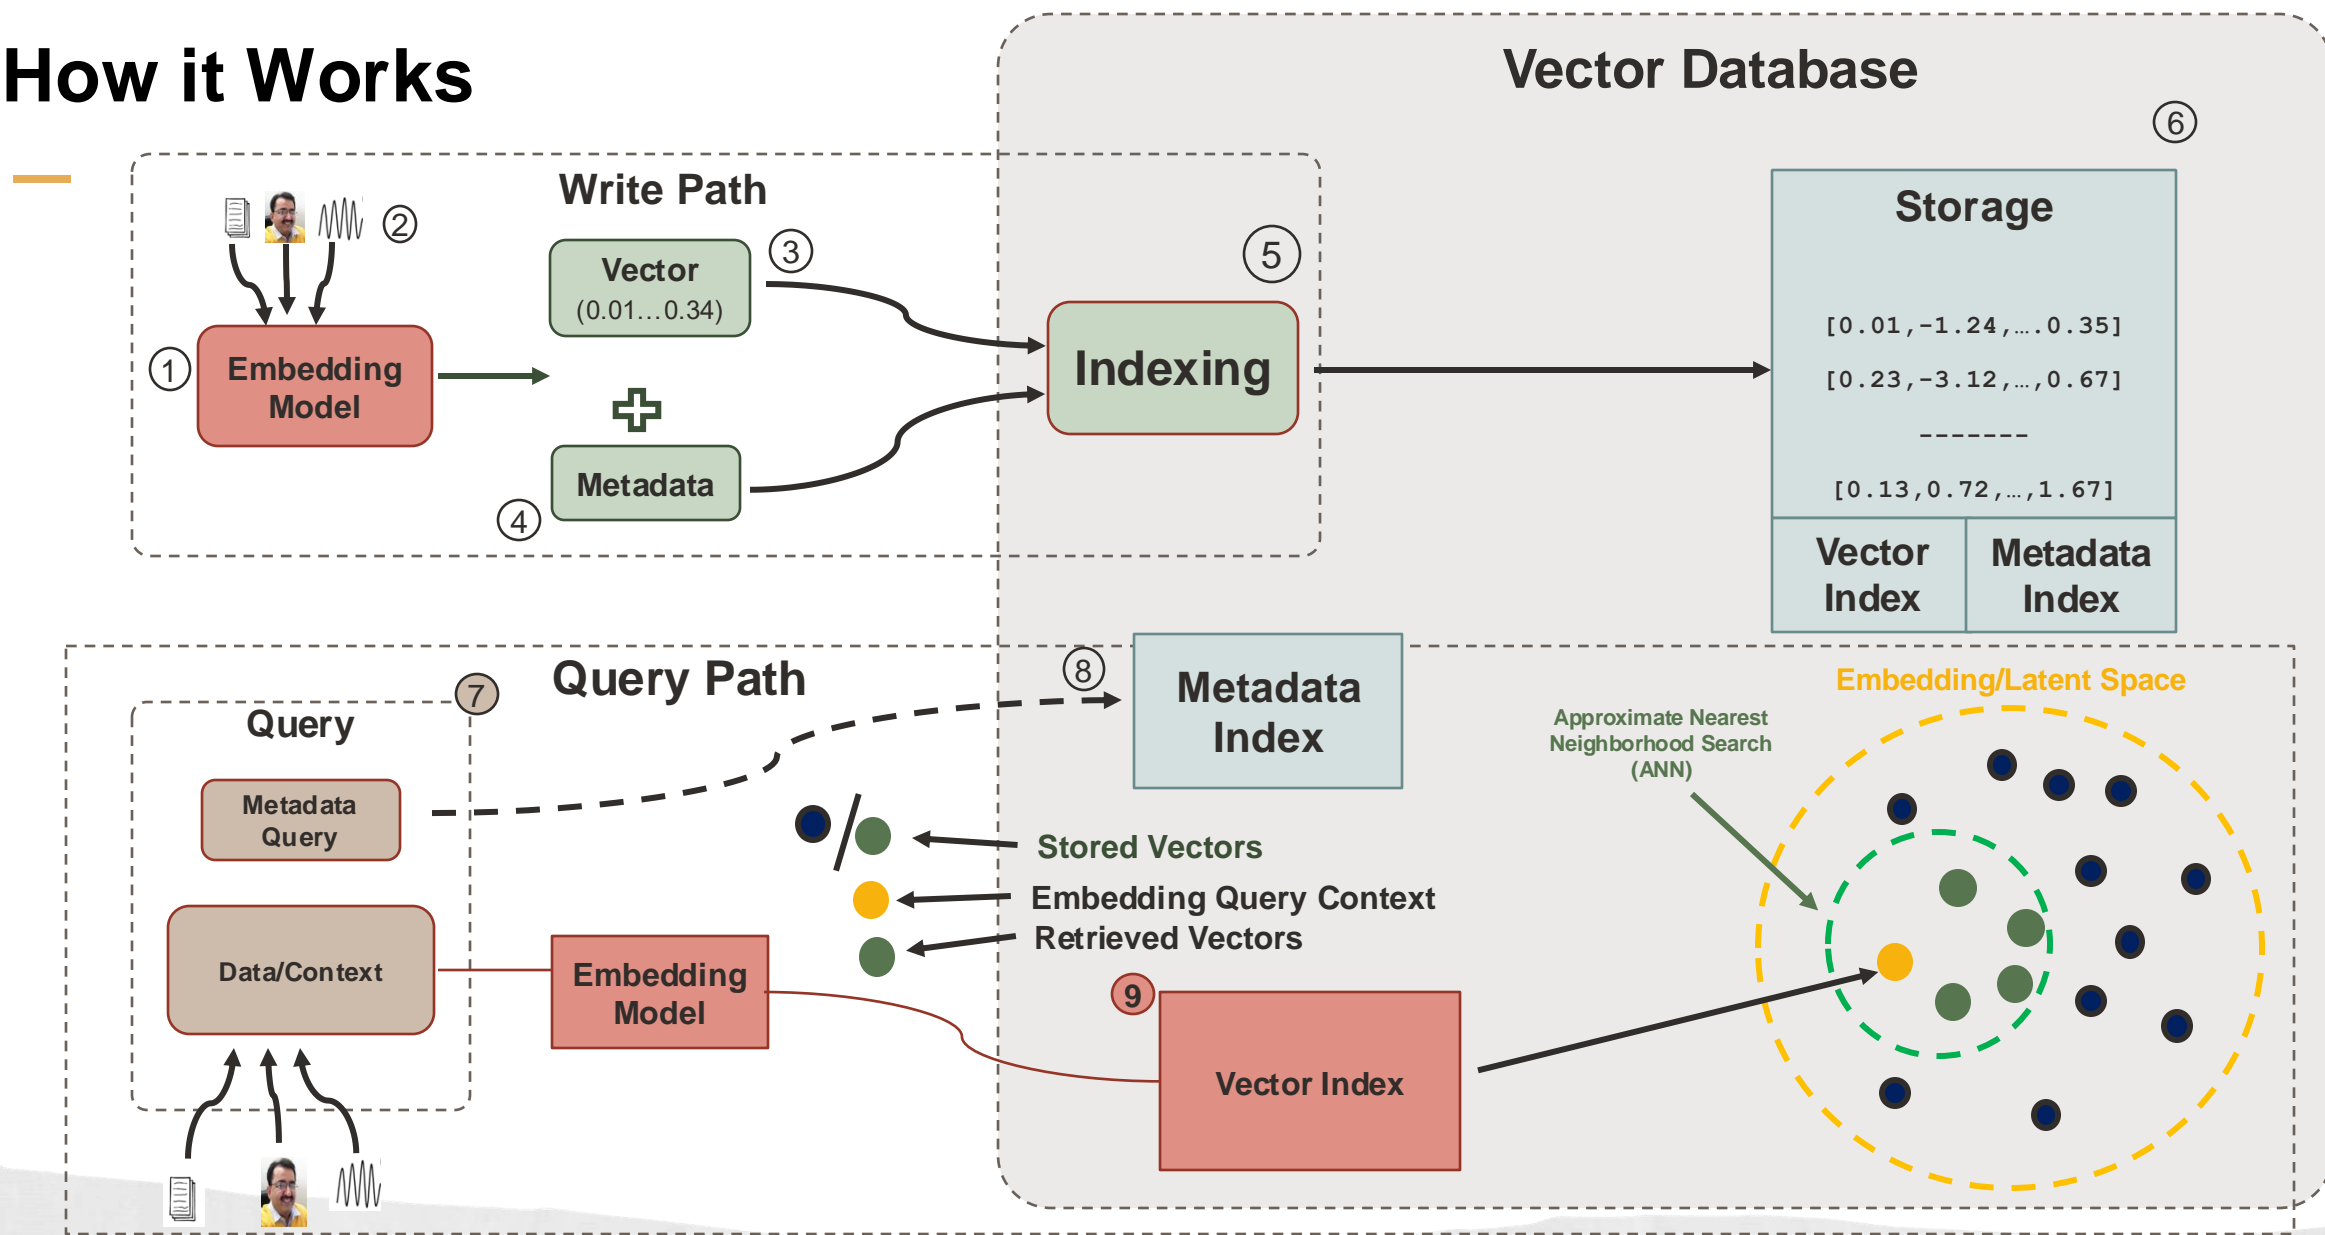 How it Works
Vector Database
⑥
Write Path
②
Vector
(0.01...0.34)
③
⑤
Storage
[0.01,-1.24,….0.35]
[0.23,-3.12,…,0.67]
-------
[0.13,0.72,…,1.67]
①
Embedding
Model
Indexing
Metadata
④
Vector
Index
Metadata
Index
Query Path
⑦
Query
⑧
Metadata
Index
Metadata
Query
Data/Context
Embedding
Model
Stored Vectors
Embedding Query Context
Retrieved Vectors
⑨
Vector Index
Embedding/Latent Space
Approximate Nearest
Neighborhood Search
(ANN)